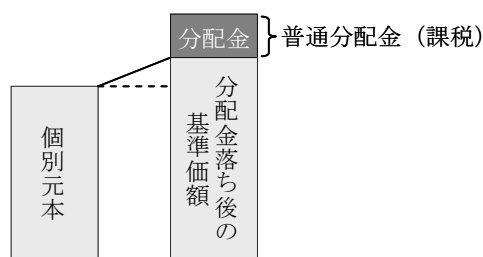 分配金
普通分配金（課税）
個別元本
分配金落ち後の
基準価額